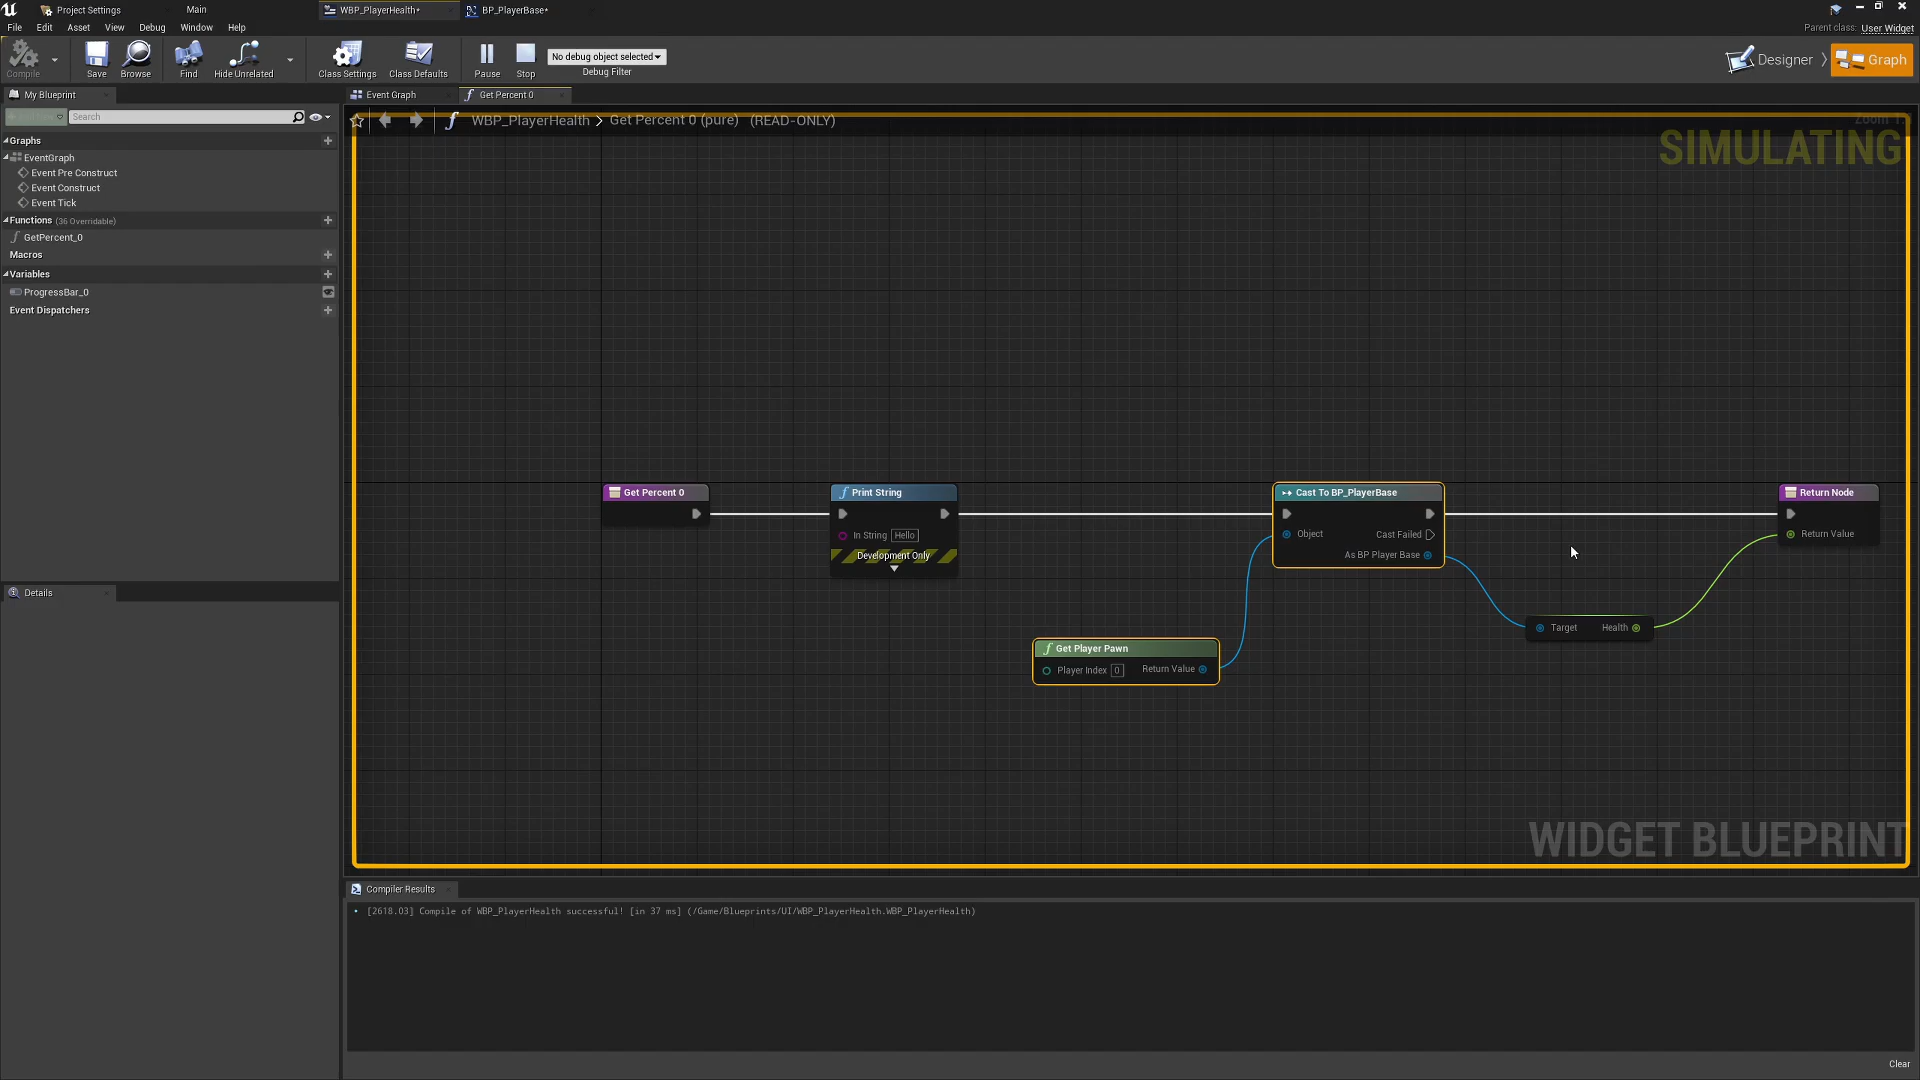 Project Settings
Main
WBP_PlayerHealth*
BP_PlayerBase*
File Edit Asset View Debug Window Help
Parent class: User Widget
Compile
Save
Browse
Find
Hide Unrelated
Class Settings
Class Defaults
Pause
Stop
No debug object selected
Debug Filter
Designer
Graph
My Blueprint
Event Graph
Get Percent 0
Search
WBP_PlayerHealth > Get Percent 0 (pure) (READ-ONLY)
SIMULATING
Graphs
EventGraph
Event Pre Construct
Event Construct
Event Tick
Functions (36 Overridable)
GetPercent_0
Macros
Variables
ProgressBar_0
Event Dispatchers
Get Percent 0
Print String
In String Hello
Development Only
Cast To BP_PlayerBase
Object
Cast Failed
As BP Player Base
Return Node
Return Value
Target Health
Get Player Pawn
Player Index 0 Return Value
Details
WIDGET BLUEPRINT
Compiler Results
[2618.03] Compile of WBP_PlayerHealth successful! [in 37 ms] (/Game/Blueprints/UI/WBP_PlayerHealth.WBP_PlayerHealth)
Clear